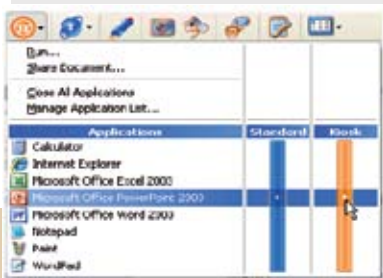 Run...
Share Document...
Close All Applications
Manage Application List...
Applications Standard Kiosk
Calculator
Internet Explorer
Microsoft Office Excel 2003
Microsoft Office PowerPoint 2003
Microsoft Office Word 2003
Notepad
Paint
WordPad